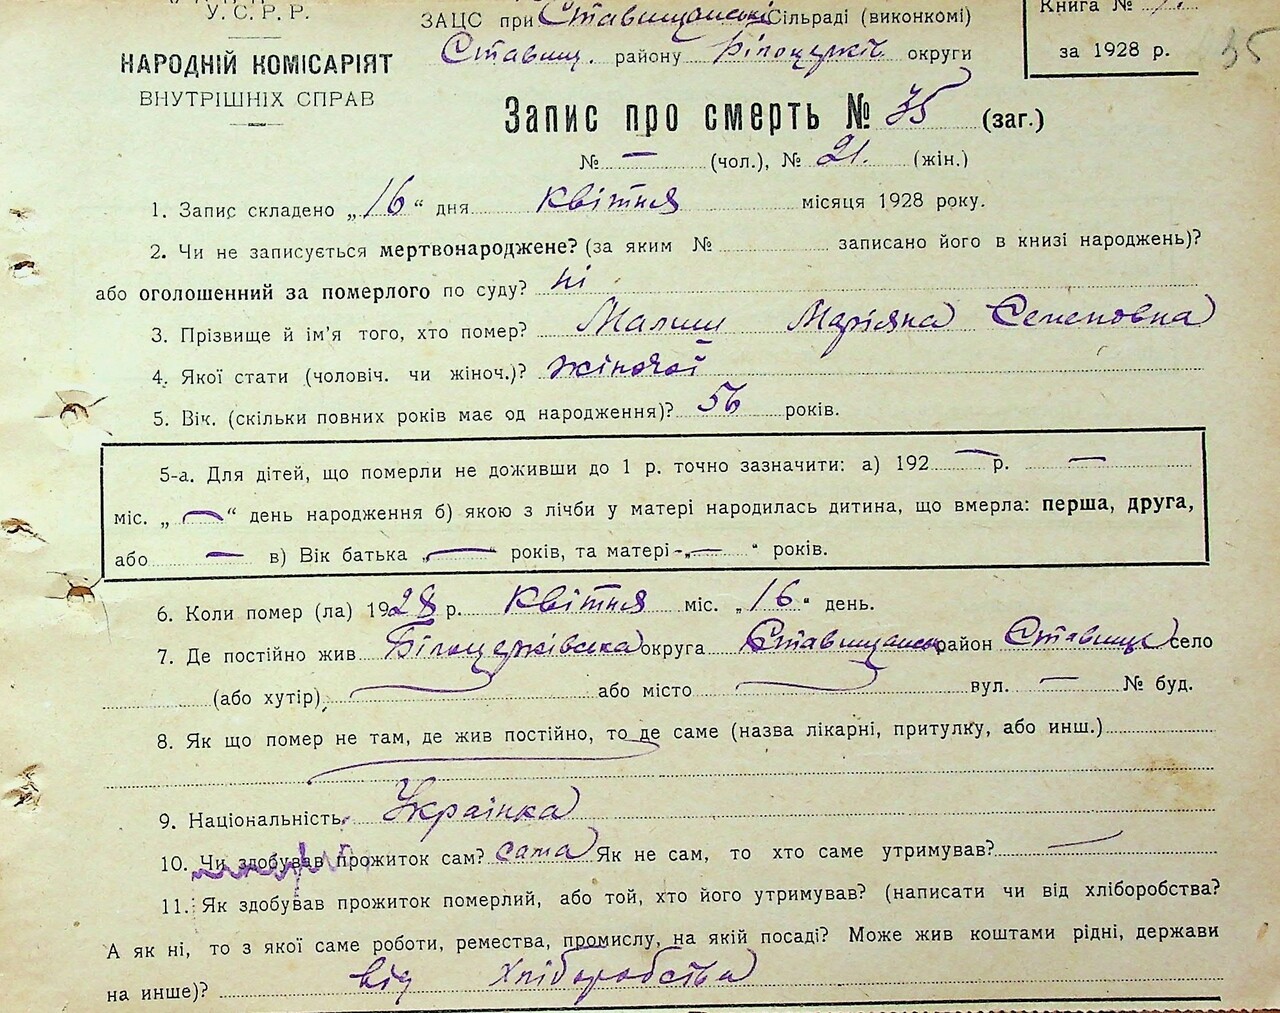 У. С. Р. Р.
НАРОДНІЙ КОМІСАРІЯТ
ВНУТРІШНІХ СПРАВ
ЗАЦС при Ставищанській Сільраді (виконкомі)
Ставищ. району Білоцерків округи
Книга №
за 1928 р.
35
Запис про смерть № 35 (заг.)
№ — (чол.), № 21. (жін.)
1. Запис складено „16" дня квітня місяця 1928 року.
2. Чи не записується мертвонароджене? (за яким № записано його в книзі народжень)?
або оголошенний за померлого по суду? ні
3. Прізвище й ім'я того, хто помер? Малиш Маріяна Семеновна
4. Якої стати (чоловіч. чи жіноч.)? жіночої
5. Вік. (скільки повних років має од народження)? 56 років.
5-а. Для дітей, що померли не доживши до 1 р. точно зазначити: а) 192 — р. —
міс. „—" день народження б) якою з лічби у матері народилась дитина, що вмерла: перша, друга,
або — в) Вік батька „—" років, та матері „—" років.
6. Коли помер (ла) 1928 р. квітня міс. „16" день.
7. Де постійно жив Білоцерківська округа Ставищанськ район Ставище село
(або хутір) — або місто — вул. — № буд.
8. Як що помер не там, де жив постійно, то де саме (назва лікарні, притулку, або инш.)
—
9. Національність Українка
10. Чи здобував прожиток сам? сама Як не сам, то хто саме утримував? —
11. Як здобував прожиток померлий, або той, хто його утримував? (написати чи від хліборобства?
А як ні, то з якої саме роботи, ремества, промислу, на якій посаді? Може жив коштами рідні, держави
на инше)? від хліборобства